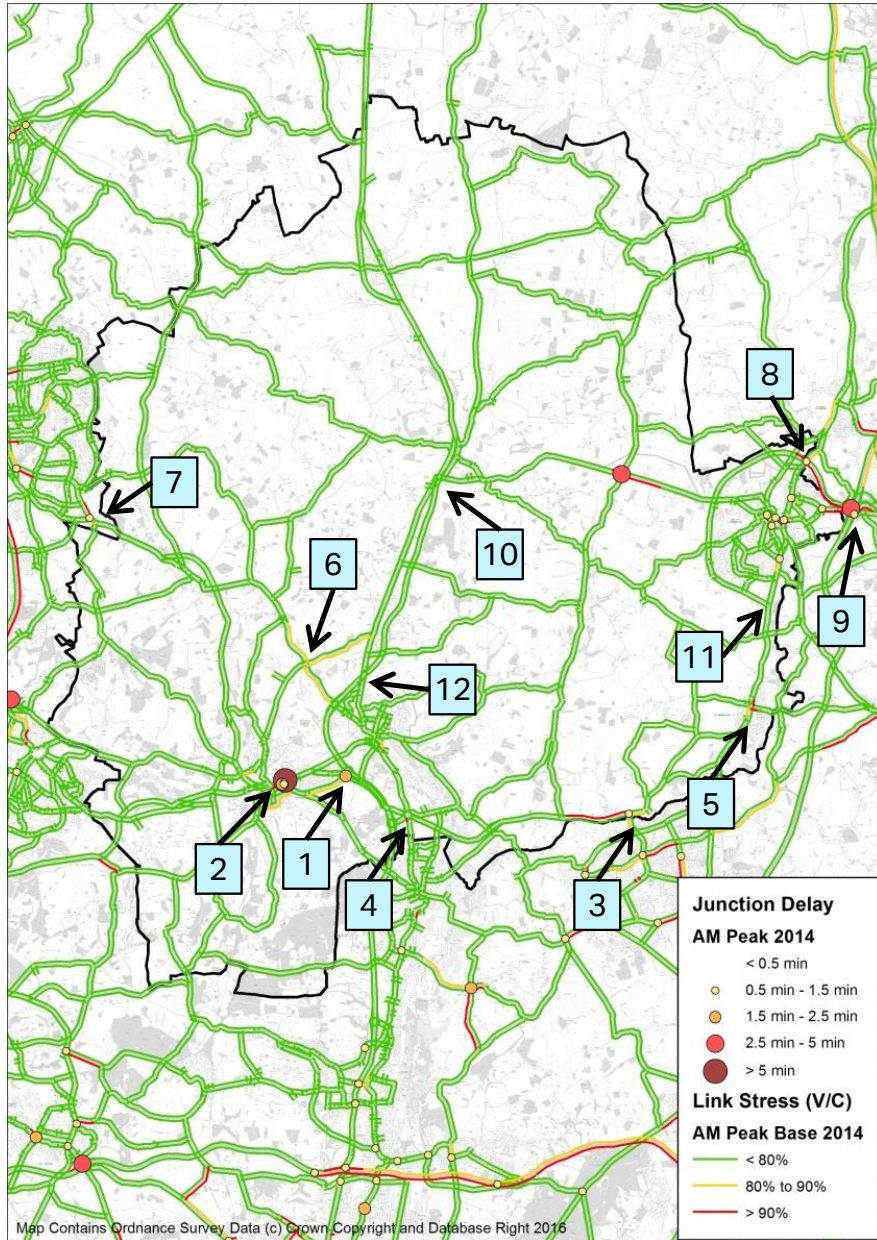 8
7
10
6
9
11
12
5
2
1
4
3
Junction Delay
AM Peak 2014
< 0.5 min
0.5 min - 1.5 min
1.5 min - 2.5 min
2.5 min - 5 min
> 5 min
Link Stress (V/C)
AM Peak Base 2014
< 80%
80% to 90%
> 90%
Map Contains Ordnance Survey Data (c) Crown Copyright and Database Right 2016